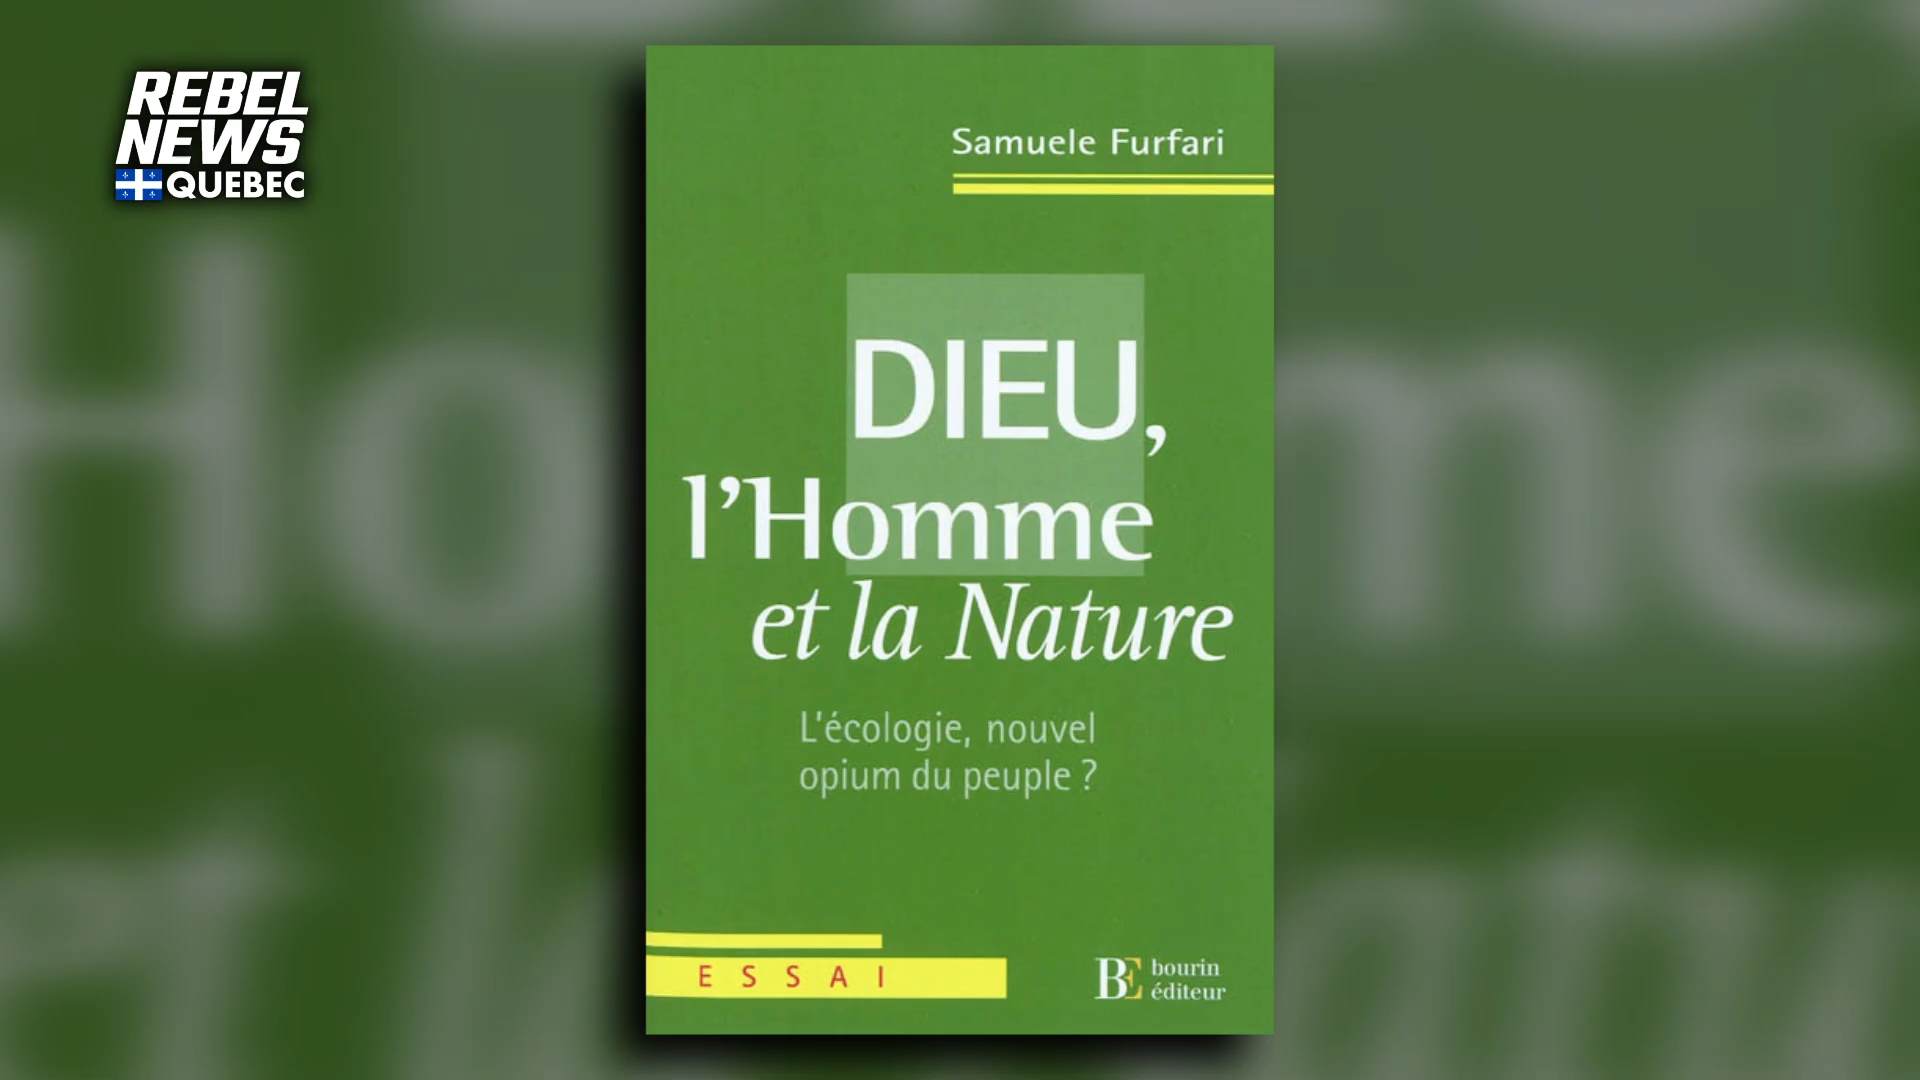 REBEL
NEWS
QUEBEC
Samuele Furfari
DIEU,
l'Homme
et la Nature
L'écologie, nouvel
opium du peuple ?
ESSAI
BE bourin
éditeur